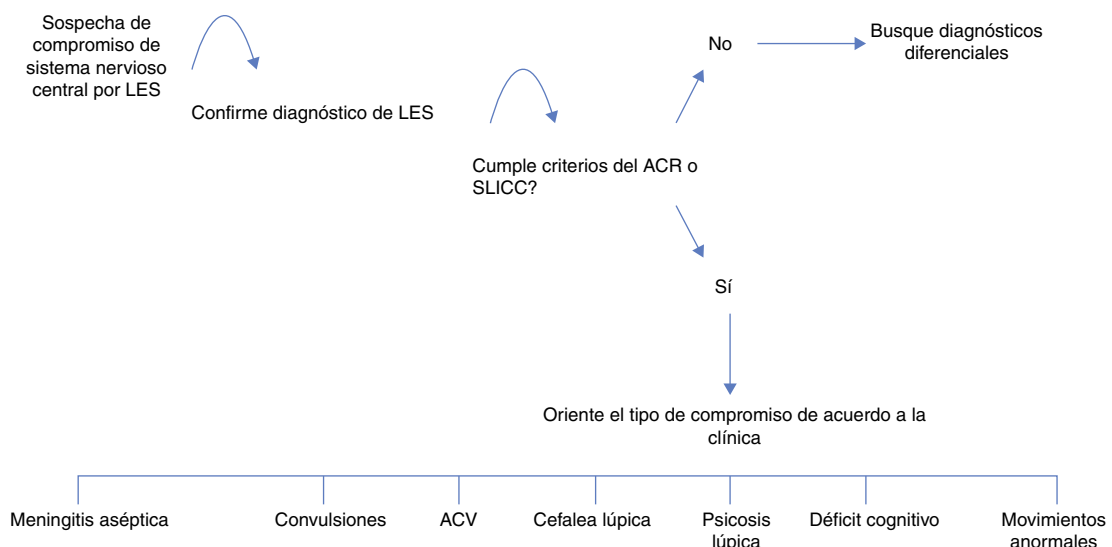 Sospecha de
compromiso de
sistema nervioso
central por LES
Confirme diagnóstico de LES
Cumple criterios del ACR o
SLICC?
No
Busque diagnósticos
diferenciales
Sí
Oriente el tipo de compromiso de acuerdo a la
clínica
Meningitis aséptica
Convulsiones
ACV
Cefalea lúpica
Psicosis
lúpica
Déficit cognitivo
Movimientos
anormales